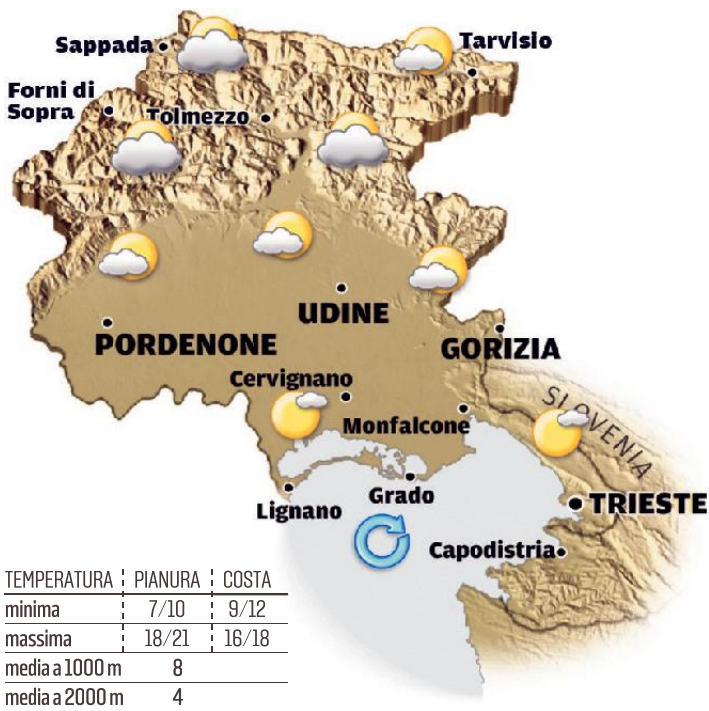 Sappada
Tarvisio
Forni di
Sopra
Tolmezzo
UDINE
PORDENONE
GORIZIA
Cervignano
SLOVENIA
Monfalcone
Lignano
Grado
TRIESTE
Capodistria
TEMPERATURA PIANURA COSTA
minima 7/10 9/12
massima 18/21 16/18
media a 1000 m 8
media a 2000 m 4